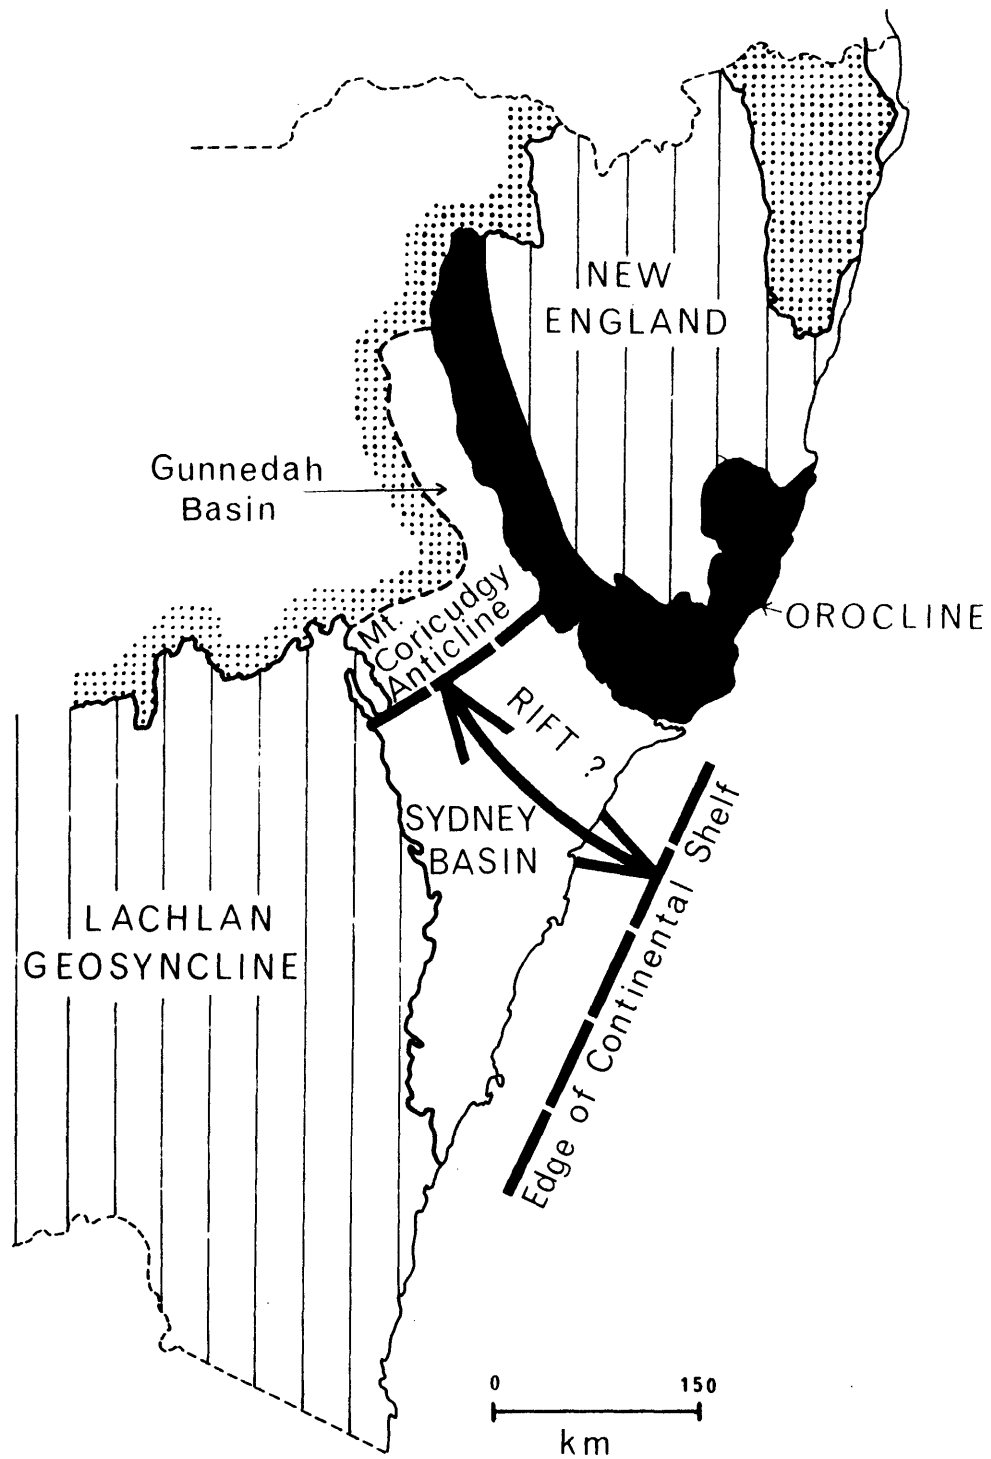 NEW
ENGLAND
Gunnedah
Basin
Mt.
Coricudgy
Anticline
OROCLINE
RIFT ?
SYDNEY
BASIN
Edge of Continental Shelf
LACHLAN
GEOSYNCLINE
0 150
km